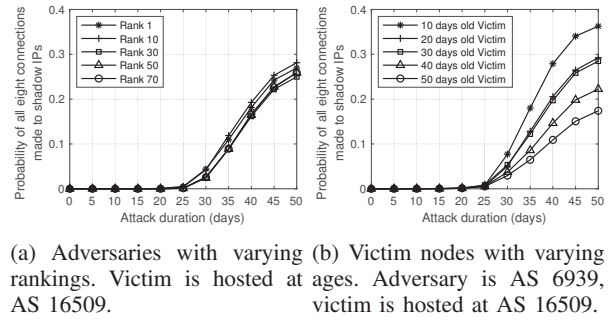 Probability of all eight connections
made to shadow IPs
0.4
0.3
0.2
0.1
0
Rank 1
Rank 10
Rank 30
Rank 50
Rank 70
0 5 10 15 20 25 30 35 40 45 50
Attack duration (days)
(a) Adversaries with varying
rankings. Victim is hosted at
AS 16509.
Probability of all eight connections
made to shadow IPs
0.4
0.3
0.2
0.1
0
10 days old Victim
20 days old Victim
30 days old Victim
40 days old Victim
50 days old Victim
0 5 10 15 20 25 30 35 40 45 50
Attack duration (days)
(b) Victim nodes with varying
ages. Adversary is AS 6939,
victim is hosted at AS 16509.